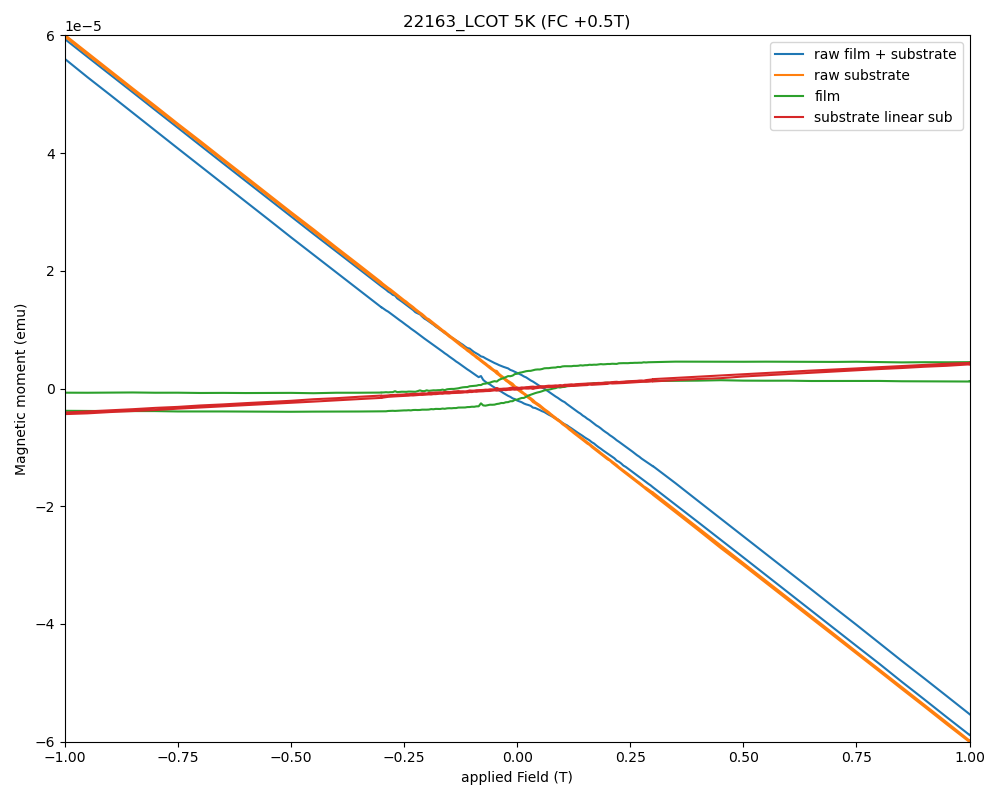 22163_LCOT 5K (FC +0.5T)
1e−5
raw film + substrate
raw substrate
film
substrate linear sub
6
4
2
0
−2
−4
−6
Magnetic moment (emu)
−1.00 −0.75 −0.50 −0.25 0.00 0.25 0.50 0.75 1.00
applied Field (T)